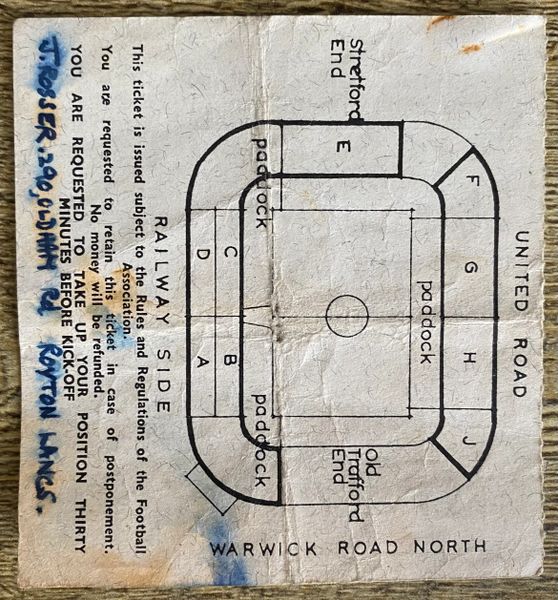 UNITED ROAD
Stretford
End
E
F
G
H
J
paddock
paddock
paddock
Old
Trafford
End
C
D
B
A
RAILWAY SIDE
WARWICK ROAD NORTH
This ticket is issued subject to the Rules and Regulations of the Football
Association.
You are requested to retain this ticket in case of postponement.
No money will be refunded.
YOU ARE REQUESTED TO TAKE UP YOUR POSITION THIRTY
MINUTES BEFORE KICK-OFF
J. ROSSER. 290, OLDHAM Rd ROYTON LANCS.